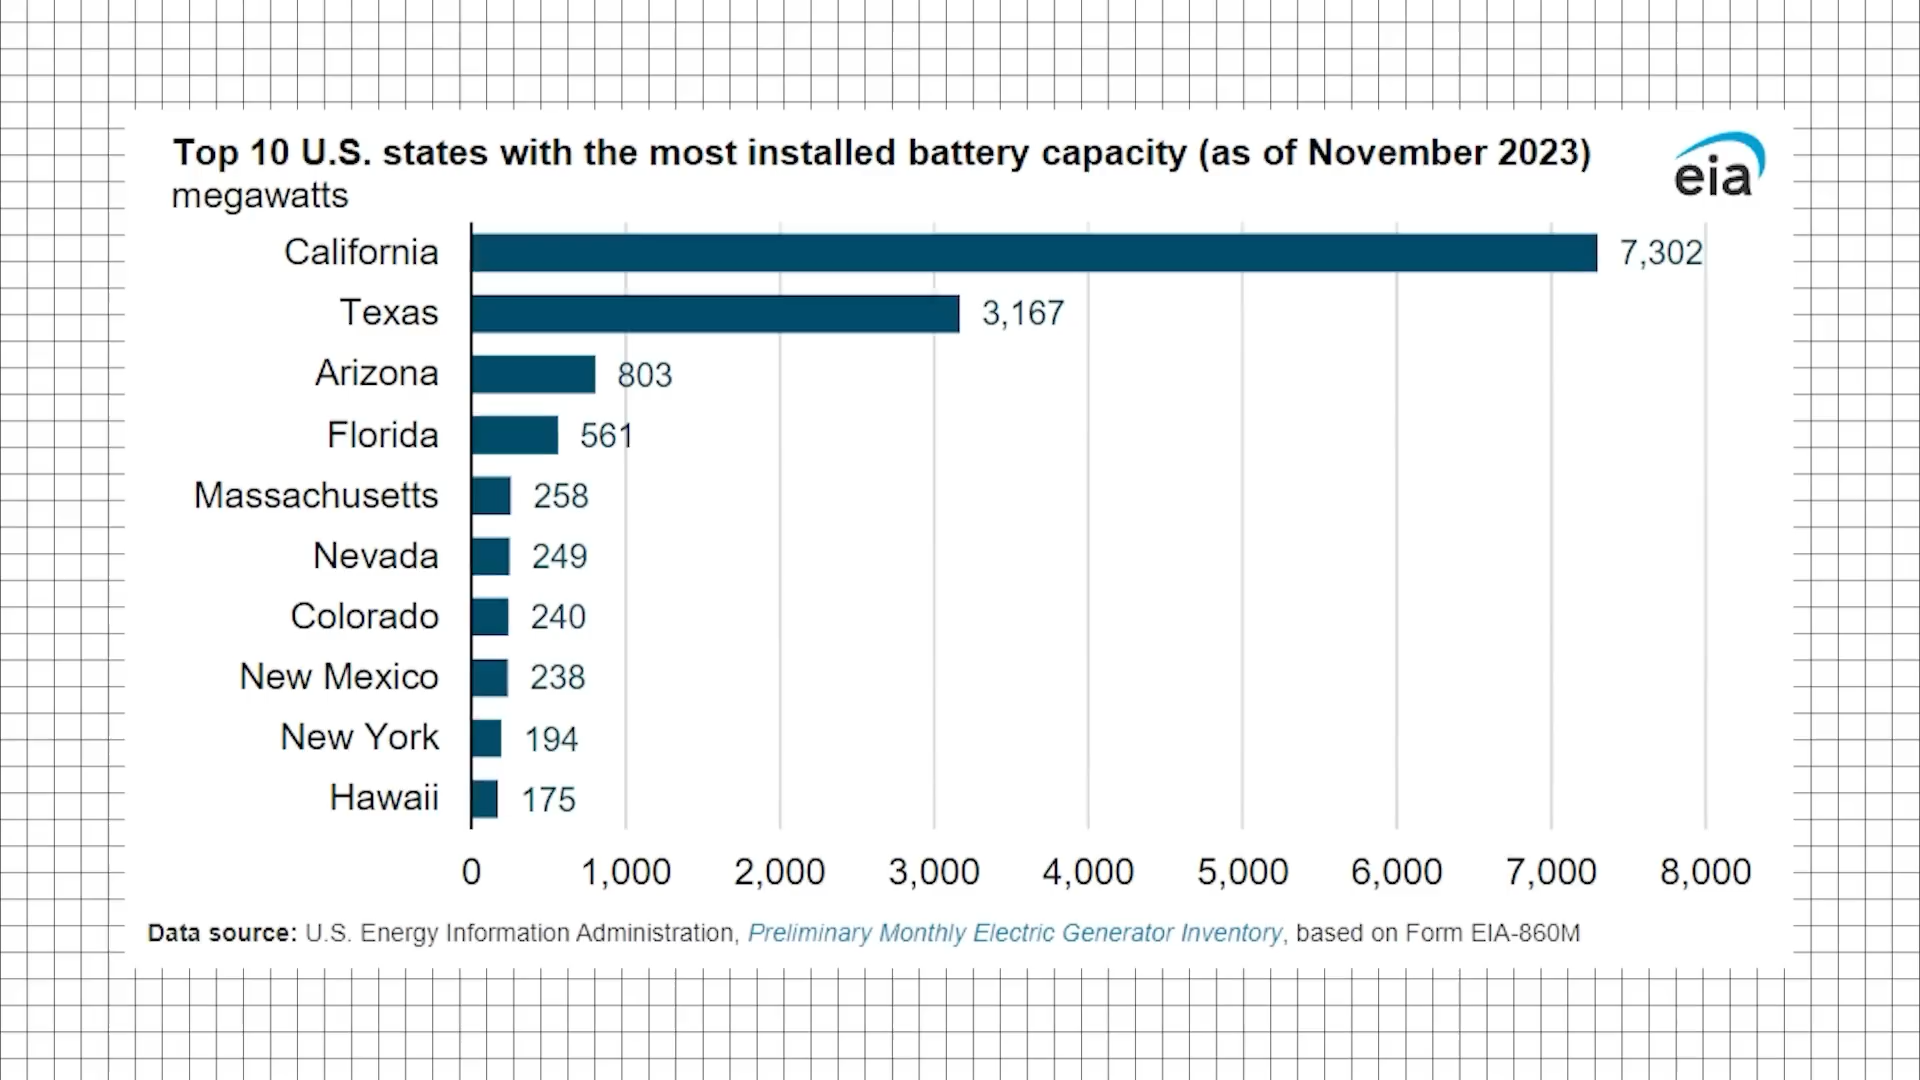 Top 10 U.S. states with the most installed battery capacity (as of November 2023)
megawatts
eia
California 7,302
Texas 3,167
Arizona 803
Florida 561
Massachusetts 258
Nevada 249
Colorado 240
New Mexico 238
New York 194
Hawaii 175
0 1,000 2,000 3,000 4,000 5,000 6,000 7,000 8,000
Data source: U.S. Energy Information Administration, Preliminary Monthly Electric Generator Inventory, based on Form EIA-860M